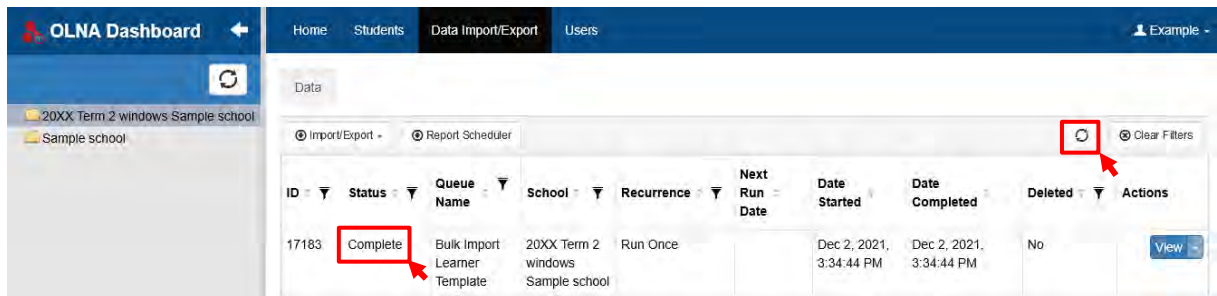 OLNA Dashboard
Home Students Data Import/Export Users Example
Data
20XX Term 2 windows Sample school
Sample school
Import/Export Report Scheduler Clear Filters
ID Status Queue Name School Recurrence Next Run Date Date Started Date Completed Deleted Actions
17183 Complete Bulk Import Learner Template 20XX Term 2 windows Sample school Run Once Dec 2, 2021, 3:34:44 PM Dec 2, 2021, 3:34:44 PM No View